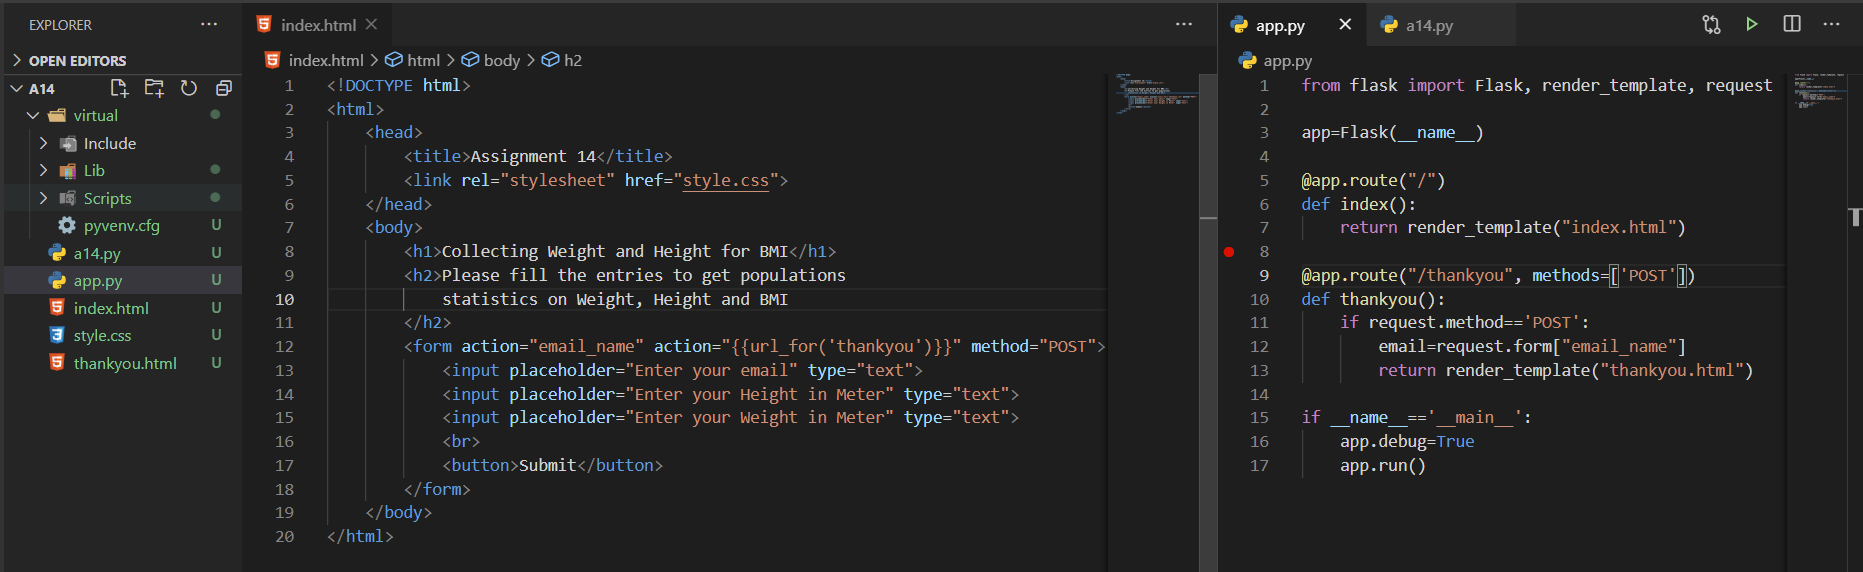 EXPLORER ...
OPEN EDITORS
A14
virtual
Include
Lib
Scripts
pyvenv.cfg U
a14.py U
app.py U
index.html U
style.css U
thankyou.html U
index.html ...
index.html > html > body > h2
1 <!DOCTYPE html>
2 <html>
3 <head>
4 <title>Assignment 14</title>
5 <link rel="stylesheet" href="style.css">
6 </head>
7 <body>
8 <h1>Collecting Weight and Height for BMI</h1>
9 <h2>Please fill the entries to get populations
10 statistics on Weight, Height and BMI
11 </h2>
12 <form action="email_name" action="{{url_for('thankyou')}}" method="POST">
13 <input placeholder="Enter your email" type="text">
14 <input placeholder="Enter your Height in Meter" type="text">
15 <input placeholder="Enter your Weight in Meter" type="text">
16 <br>
17 <button>Submit</button>
18 </form>
19 </body>
20 </html>
app.py a14.py ...
app.py
1 from flask import Flask, render_template, request
2
3 app=Flask(__name__)
4
5 @app.route("/")
6 def index():
7 return render_template("index.html")
8
9 @app.route("/thankyou", methods=['POST'])
10 def thankyou():
11 if request.method=='POST':
12 email=request.form["email_name"]
13 return render_template("thankyou.html")
14
15 if __name__=='__main__':
16 app.debug=True
17 app.run()